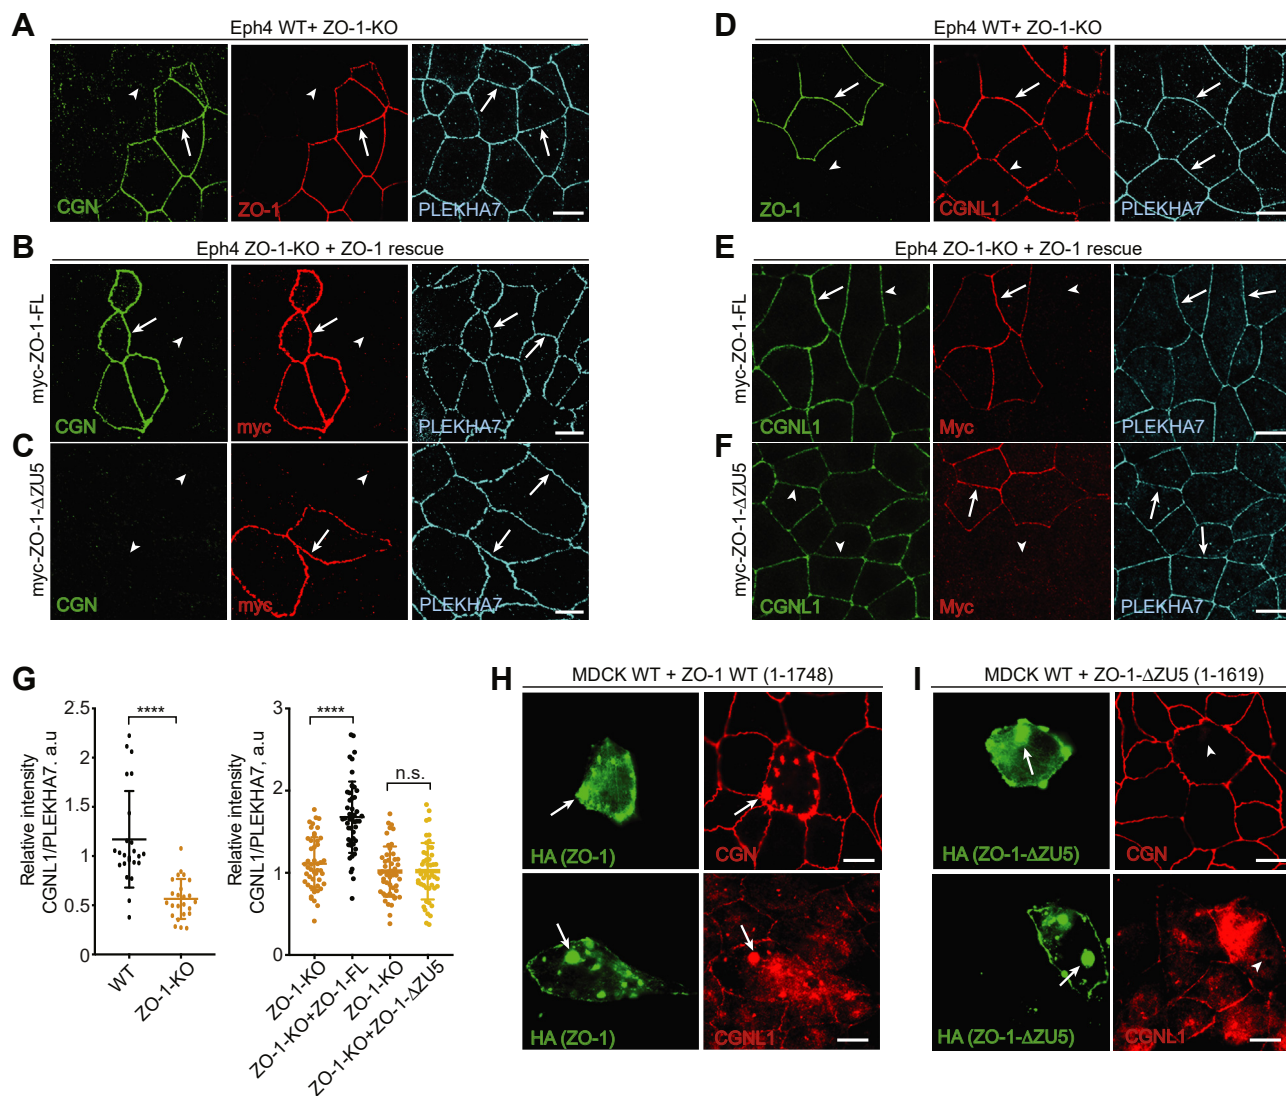 A
Eph4 WT+ ZO-1-KO
CGN
ZO-1
PLEKHA7
B
Eph4 ZO-1-KO + ZO-1 rescue
myc-ZO-1-FL
CGN
myc
PLEKHA7
C
myc-ZO-1-ΔZU5
CGN
myc
PLEKHA7
D
Eph4 WT+ ZO-1-KO
ZO-1
CGNL1
PLEKHA7
E
Eph4 ZO-1-KO + ZO-1 rescue
myc-ZO-1-FL
CGNL1
Myc
PLEKHA7
F
myc-ZO-1-ΔZU5
CGNL1
Myc
PLEKHA7
G
Relative intensity
CGNL1/PLEKHA7. a.u
2.5
2
1.5
1.0
0.5
0
****
WT
ZO-1-KO
Relative intensity
CGNL1/PLEKHA7, a.u
3
2
1
0
****
n.s.
ZO-1-KO
ZO-1-KO+ZO-1-FL
ZO-1-KO
ZO-1-KO+ZO-1-ΔZU5
H
MDCK WT + ZO-1 WT (1-1748)
HA (ZO-1)
CGN
HA (ZO-1)
CGNL1
I
MDCK WT + ZO-1-ΔZU5 (1-1619)
HA (ZO-1-ΔZU5)
CGN
HA (ZO-1-ΔZU5)
CGNL1